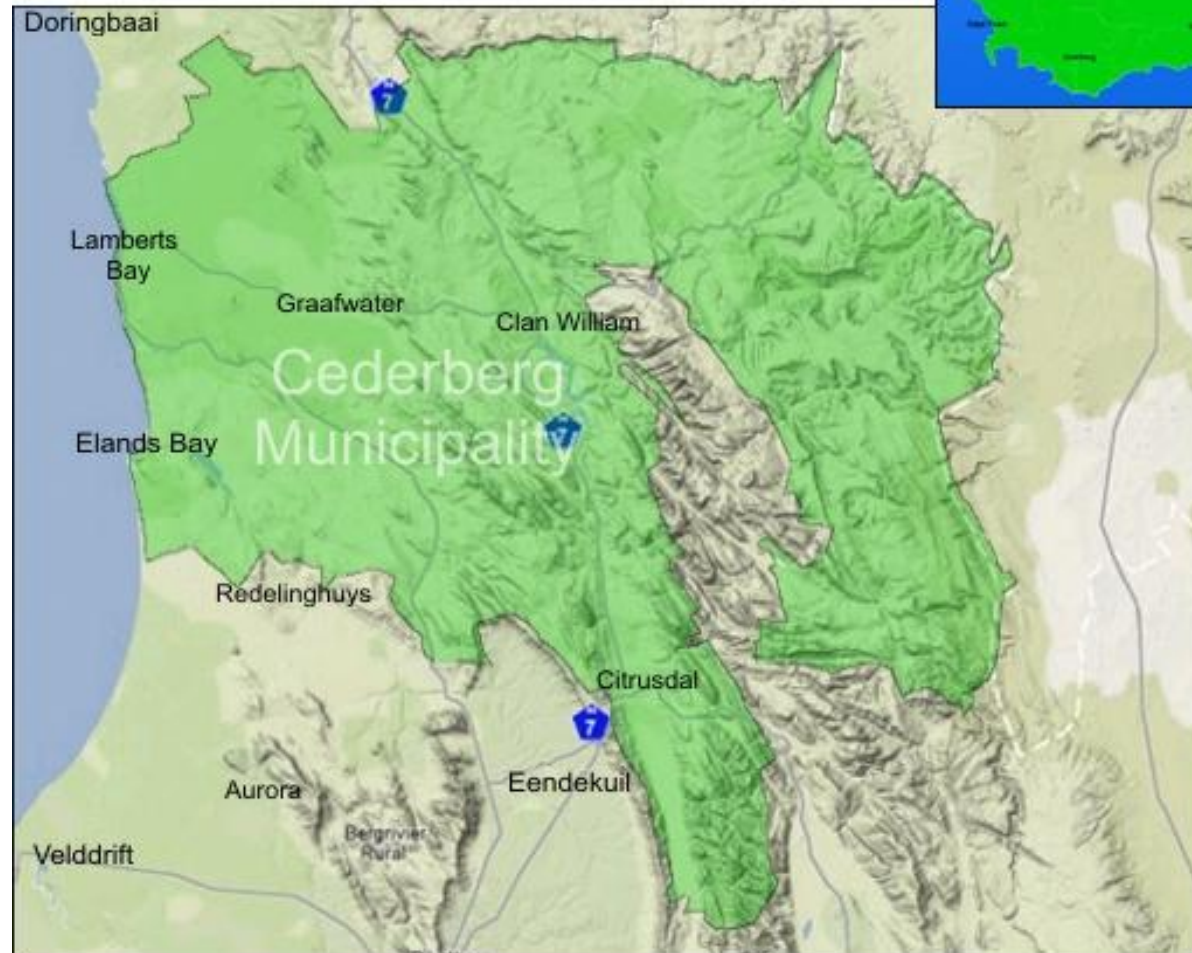 Doringbaai
7
Lamberts
Bay
Graafwater
Clan William
Cederberg
Municipality
7
Elands Bay
Redelinghuys
Citrusdal
7
Eendekuil
Aurora
Bergrivier
Rural
Velddrift